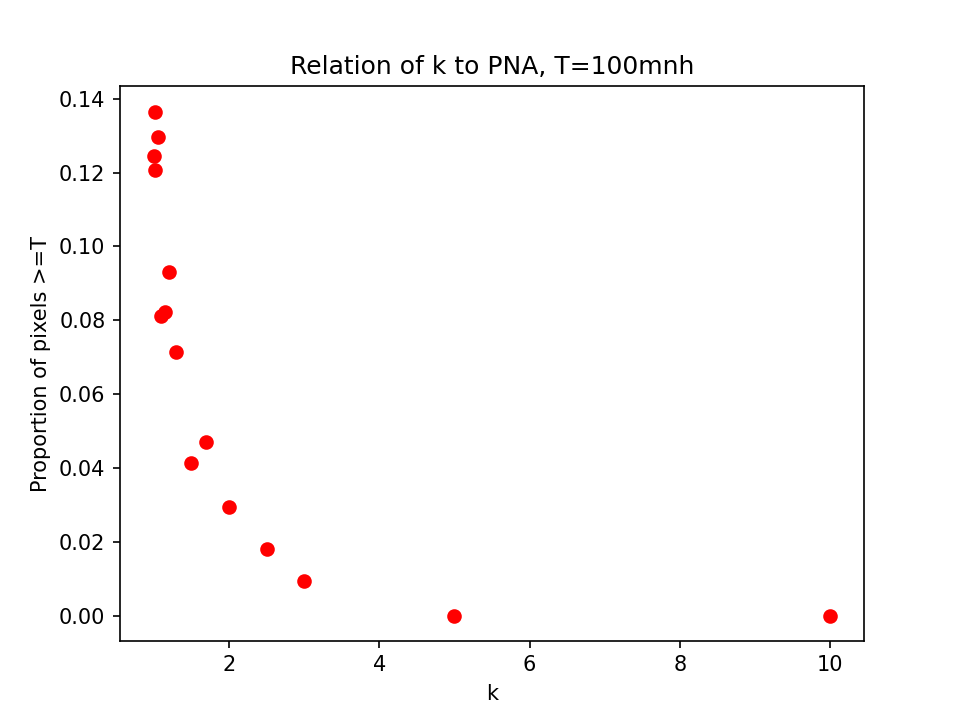 Relation of k to PNA, T=100mnh
0.14
0.12
0.10
0.08
0.06
0.04
0.02
0.00
Proportion of pixels >=T
2 4 6 8 10
k